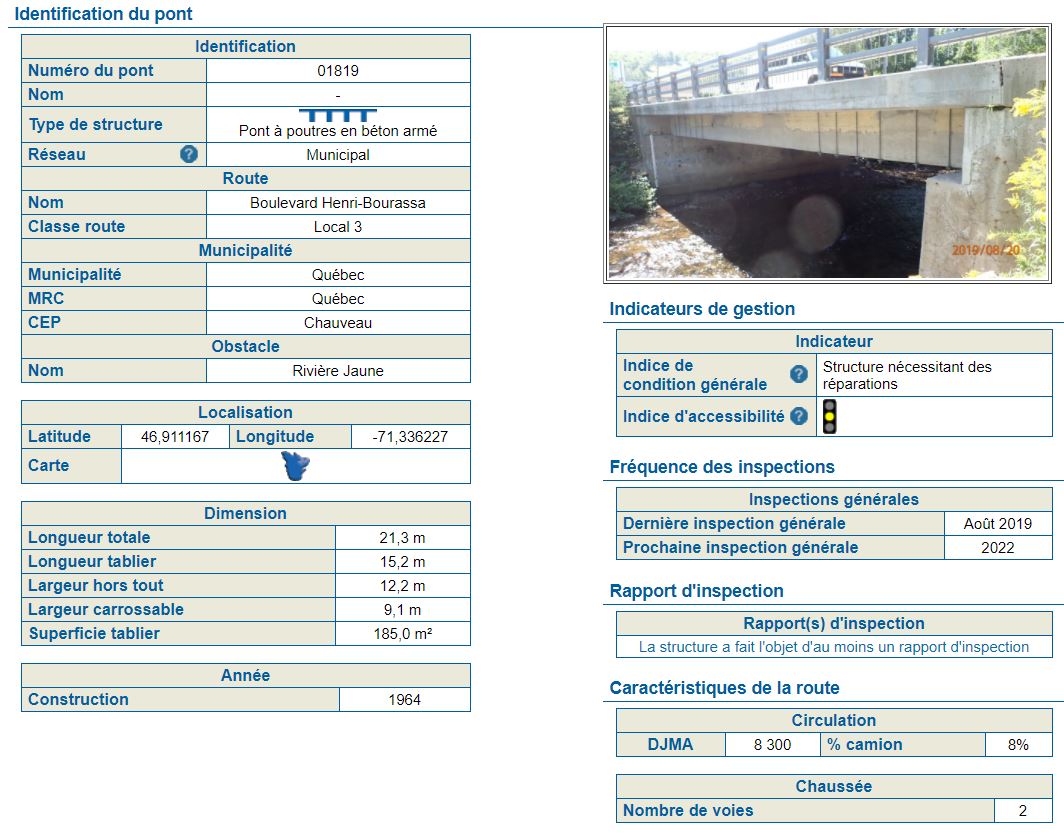 Identification du pont
Identification
Numéro du pont 01819
Nom -
Type de structure Pont à poutres en béton armé
Réseau ? Municipal
Route
Nom Boulevard Henri-Bourassa
Classe route Local 3
Municipalité
Municipalité Québec
MRC Québec
CEP Chauveau
Obstacle
Nom Rivière Jaune
Localisation
Latitude 46,911167 Longitude -71,336227
Carte
Dimension
Longueur totale 21,3 m
Longueur tablier 15,2 m
Largeur hors tout 12,2 m
Largeur carrossable 9,1 m
Superficie tablier 185,0 m²
Année
Construction 1964
2019/08/20
Indicateurs de gestion
Indicateur
Indice de
condition générale ? Structure nécessitant des
réparations
Indice d'accessibilité ?
Fréquence des inspections
Inspections générales
Dernière inspection générale Août 2019
Prochaine inspection générale 2022
Rapport d'inspection
Rapport(s) d'inspection
La structure a fait l'objet d'au moins un rapport d'inspection
Caractéristiques de la route
Circulation
DJMA 8 300 % camion 8%
Chaussée
Nombre de voies 2